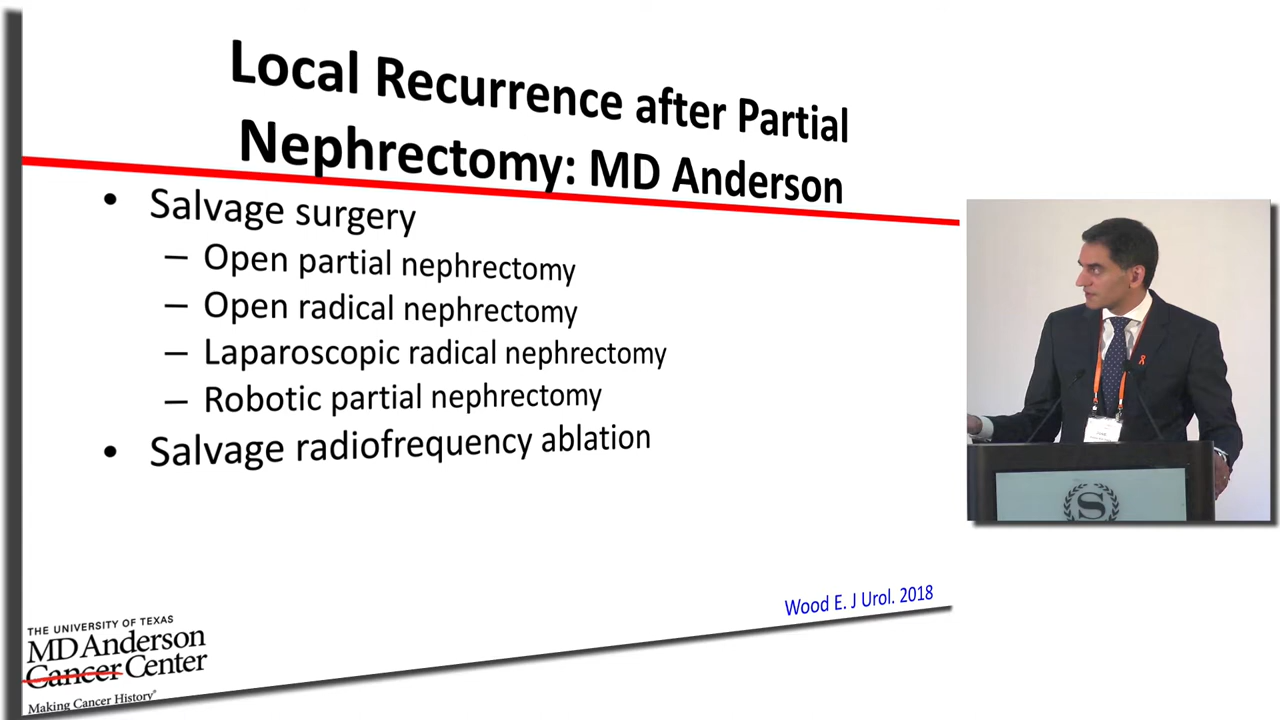 Local Recurrence after Partial
Nephrectomy: MD Anderson
• Salvage surgery
– Open partial nephrectomy
– Open radical nephrectomy
– Laparoscopic radical nephrectomy
– Robotic partial nephrectomy
• Salvage radiofrequency ablation
Wood E. J Urol. 2018
THE UNIVERSITY OF TEXAS
MD Anderson
Cancer Center
Making Cancer History®
S